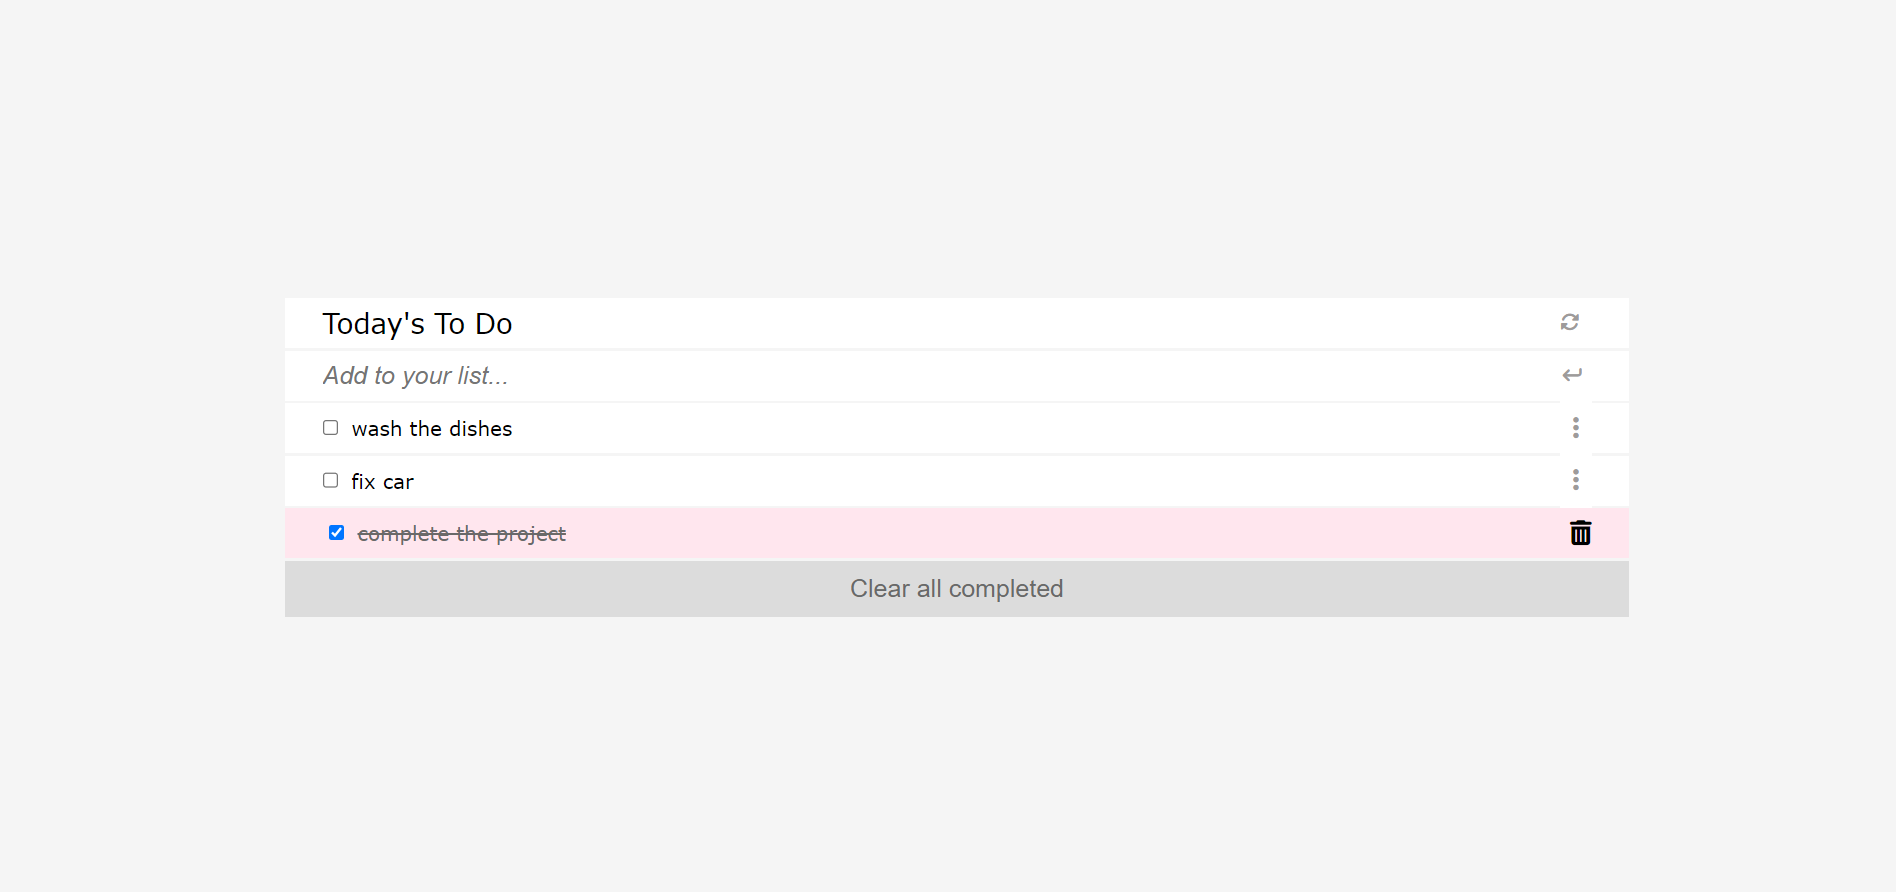 Today's To Do
Add to your list...
wash the dishes
fix car
complete the project
Clear all completed